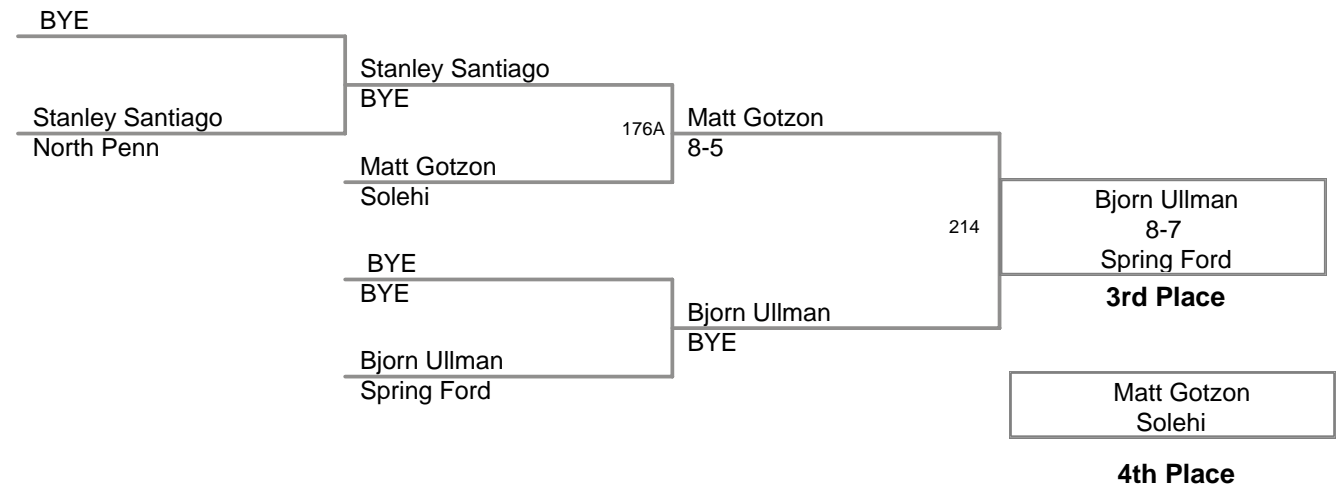 BYE
Stanley Santiago
North Penn
Stanley Santiago
BYE
Matt Gotzon
Solehi
176A
BYE
BYE
Bjorn Ullman
Spring Ford
Matt Gotzon
8-5
Bjorn Ullman
BYE
214
Bjorn Ullman
8-7
Spring Ford
3rd Place
Matt Gotzon
Solehi
4th Place